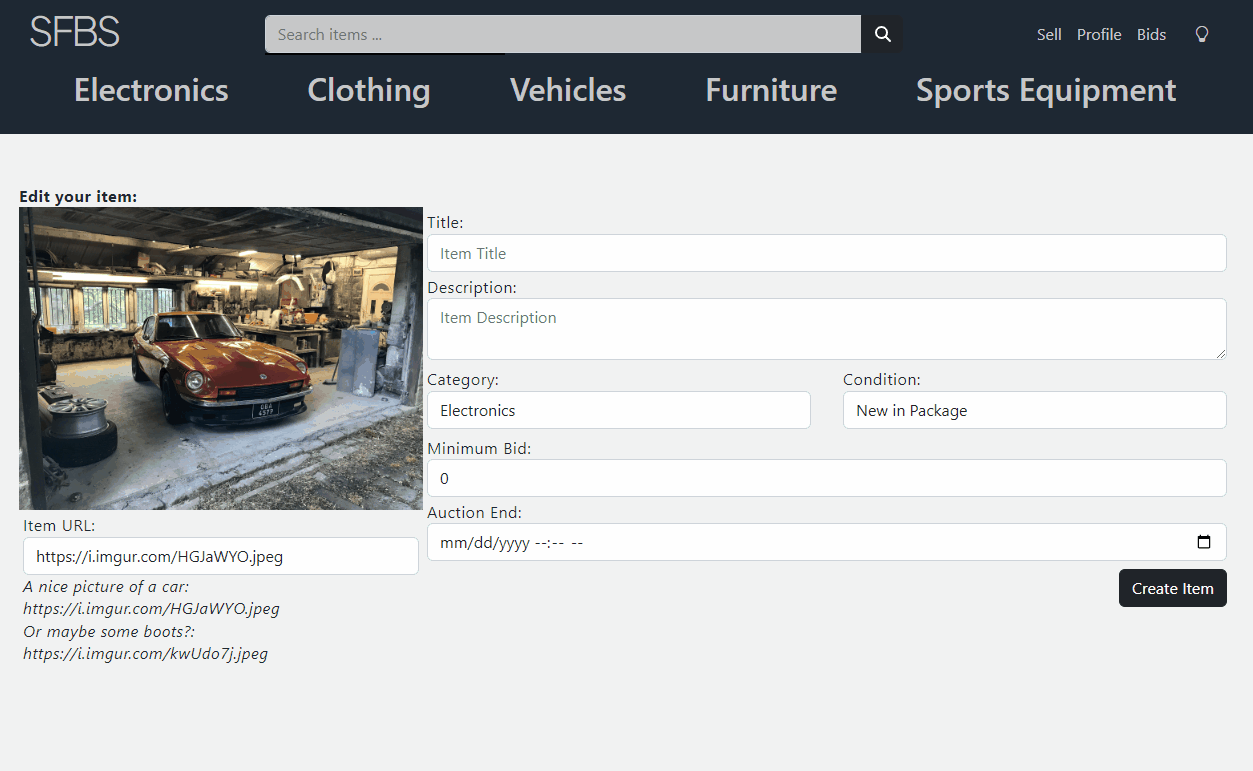 SFBS
Search items ...
Sell Profile Bids
Electronics Clothing Vehicles Furniture Sports Equipment
Edit your item:
Title:
Item Title
Description:
Item Description
Category: Condition:
Electronics New in Package
Minimum Bid:
0
Auction End:
mm/dd/yyyy --:-- --
Create Item
Item URL:
https://i.imgur.com/HGJaWYO.jpeg
A nice picture of a car:
https://i.imgur.com/HGJaWYO.jpeg
Or maybe some boots?:
https://i.imgur.com/kwUdo7j.jpeg